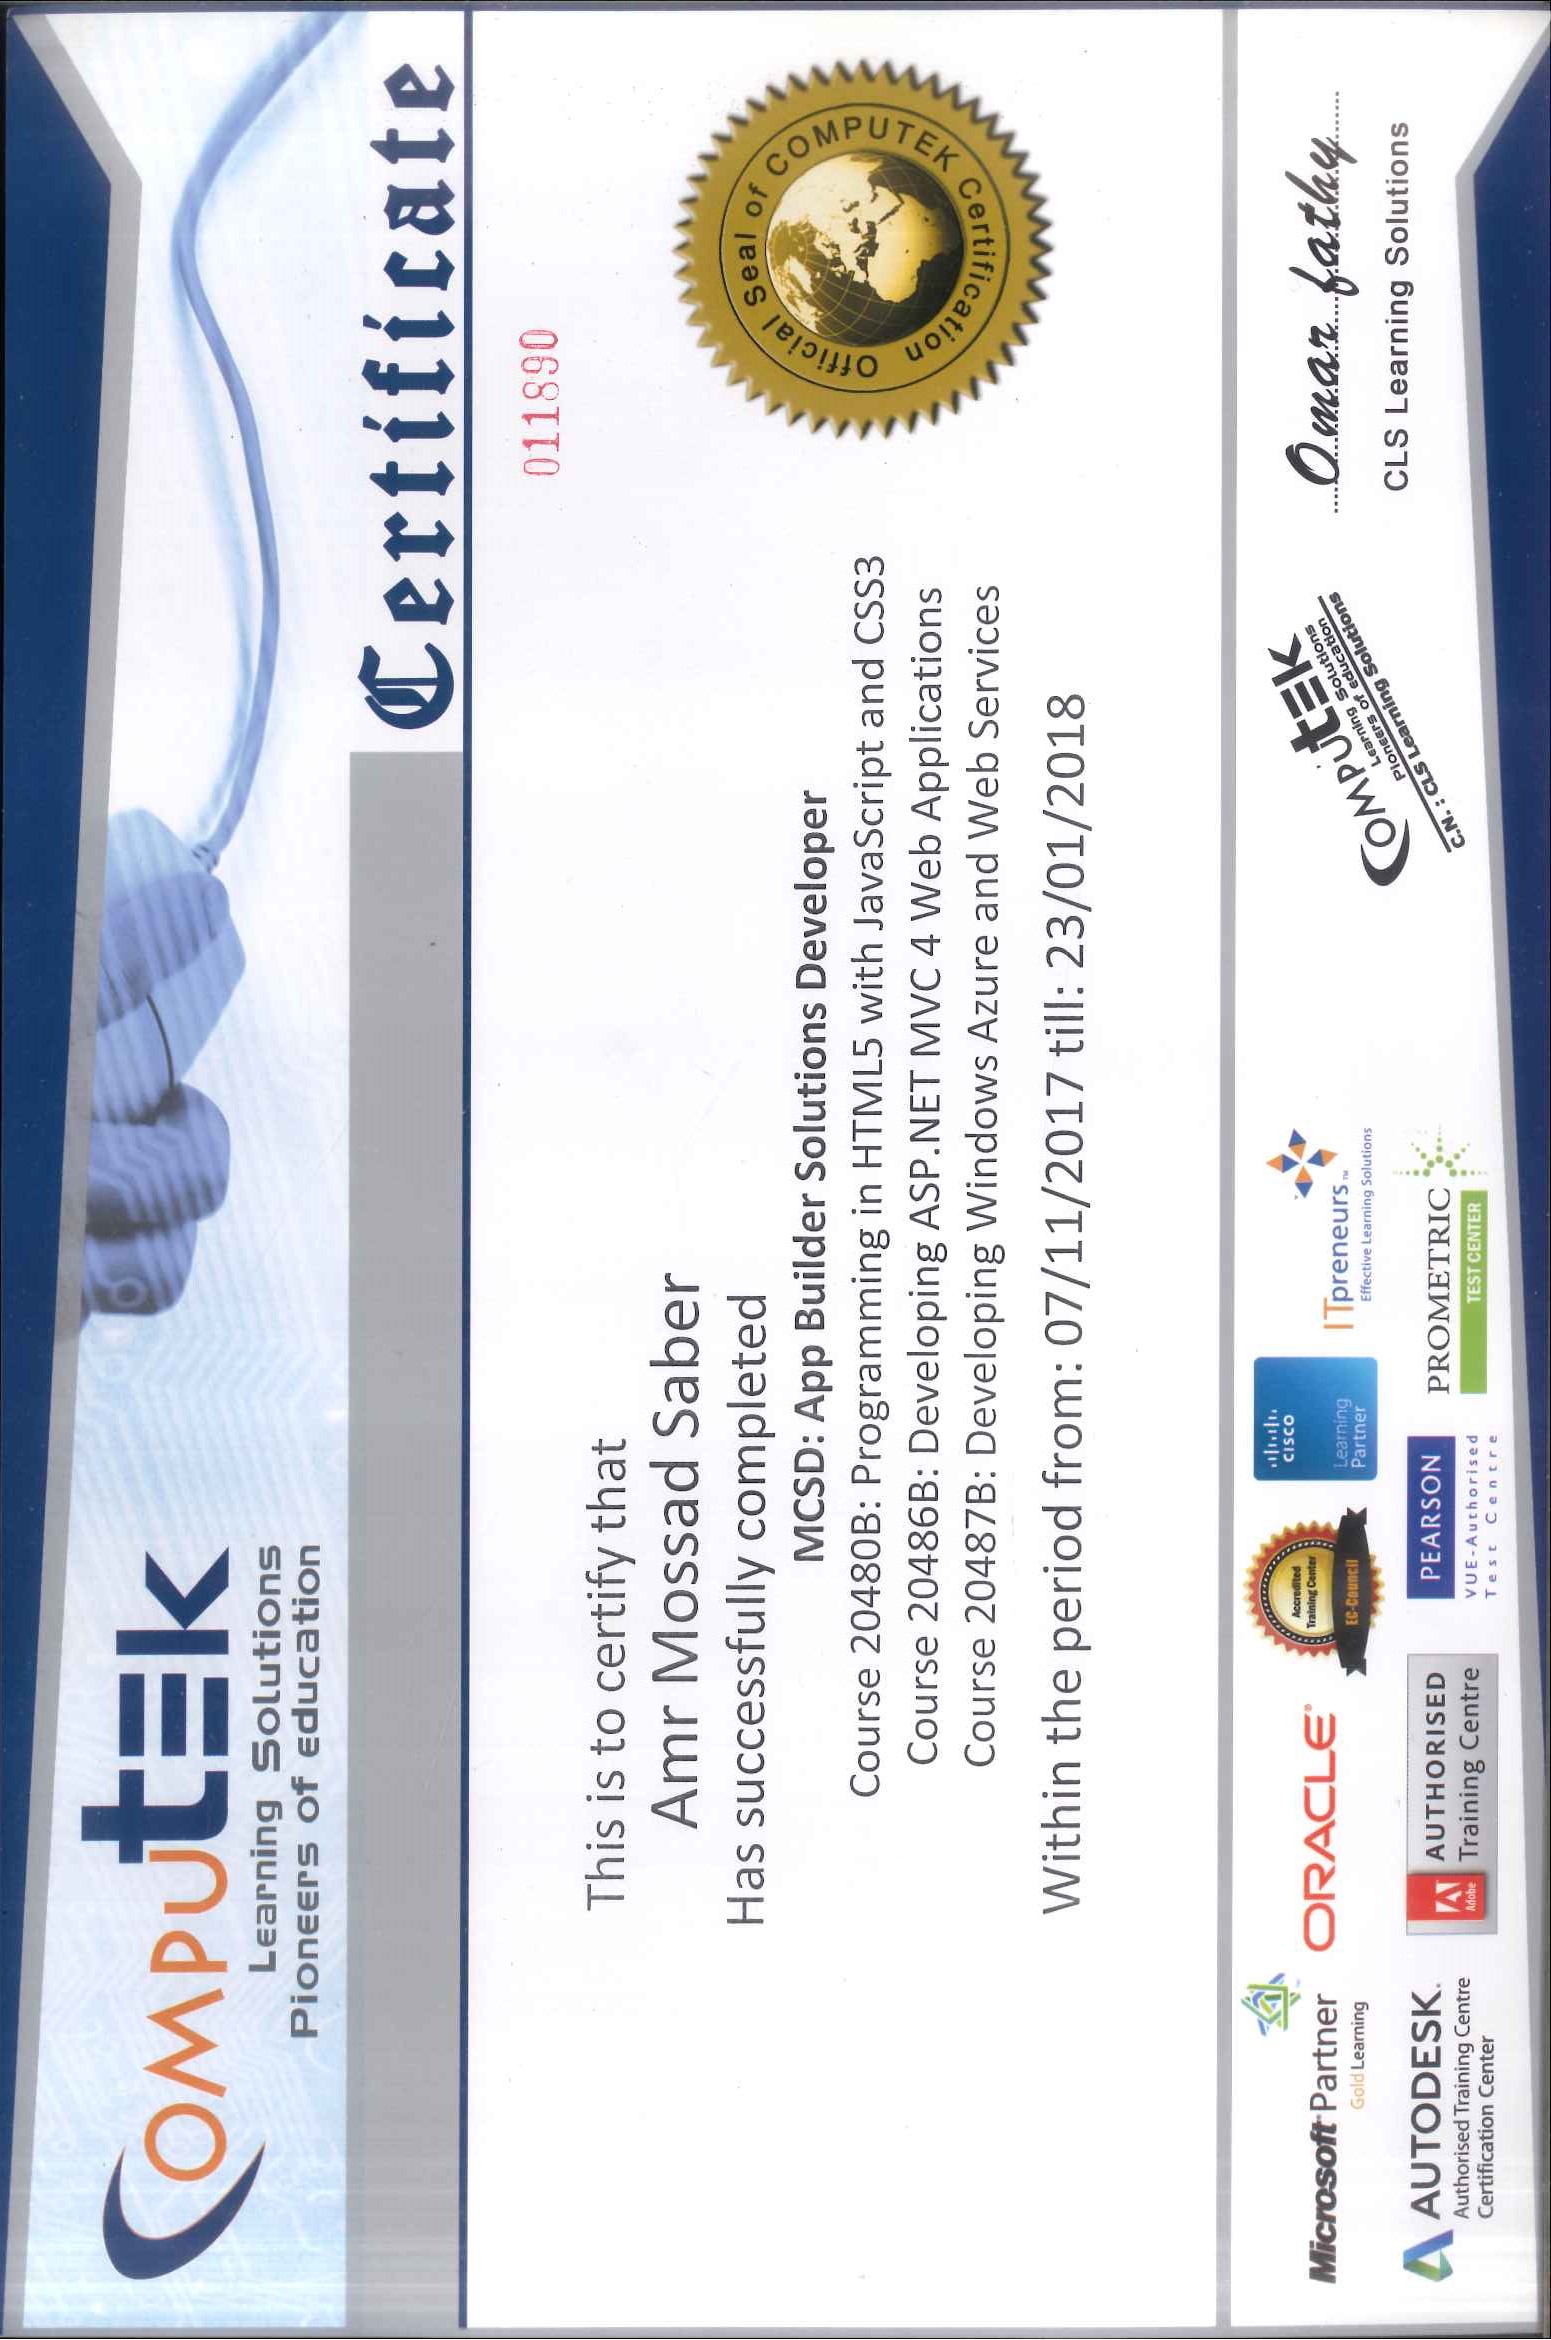 COMPUTEK
Learning Solutions
Pioneers of education
Certificate
011890
This is to certify that
Amr Mossad Saber
Has successfully completed
MCSD: App Builder Solutions Developer
Course 20480B: Programming in HTML5 with JavaScript and CSS3
Course 20486B: Developing ASP.NET MVC 4 Web Applications
Course 20487B: Developing Windows Azure and Web Services
Within the period from: 07/11/2017 till: 23/01/2018
Official Seal of COMPUTEK Certification
Microsoft Partner
Gold Learning
ORACLE®
Accredited
Training Center
EC-Council
CISCO
Learning
Partner
ITpreneurs™
Effective Learning Solutions
AUTODESK.
Authorised Training Centre
Certification Center
Adobe
AUTHORISED
Training Centre
PEARSON
VUE-Authorised
Test Centre
PROMETRIC
TEST CENTER
COMPUTEK
Learning Solutions
Pioneers of education
C.N.: CLS Learning Solutions
Omar fathy
CLS Learning Solutions